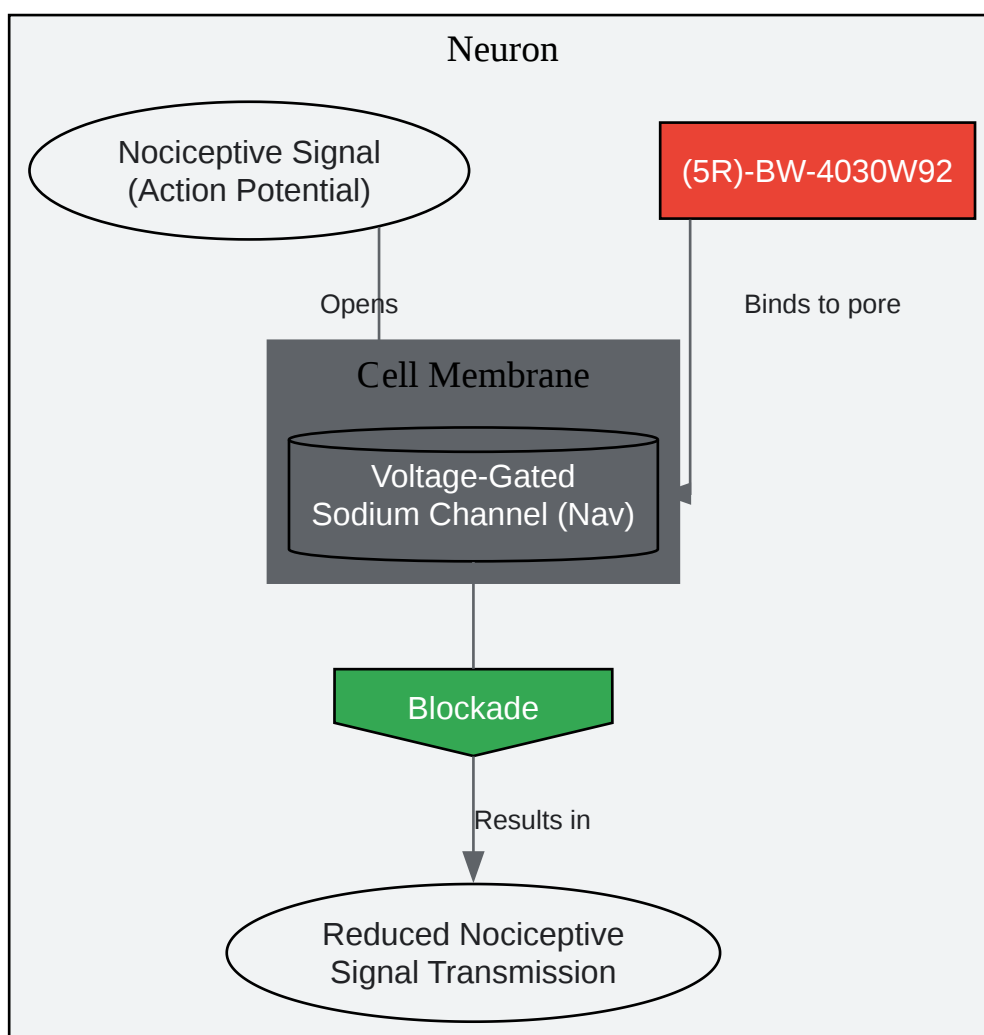 Neuron
Nociceptive Signal
(Action Potential)
(5R)-BW-4030W92
Opens
Binds to pore
Cell Membrane
Voltage-Gated
Sodium Channel (Nav)
Blockade
Results in
Reduced Nociceptive
Signal Transmission